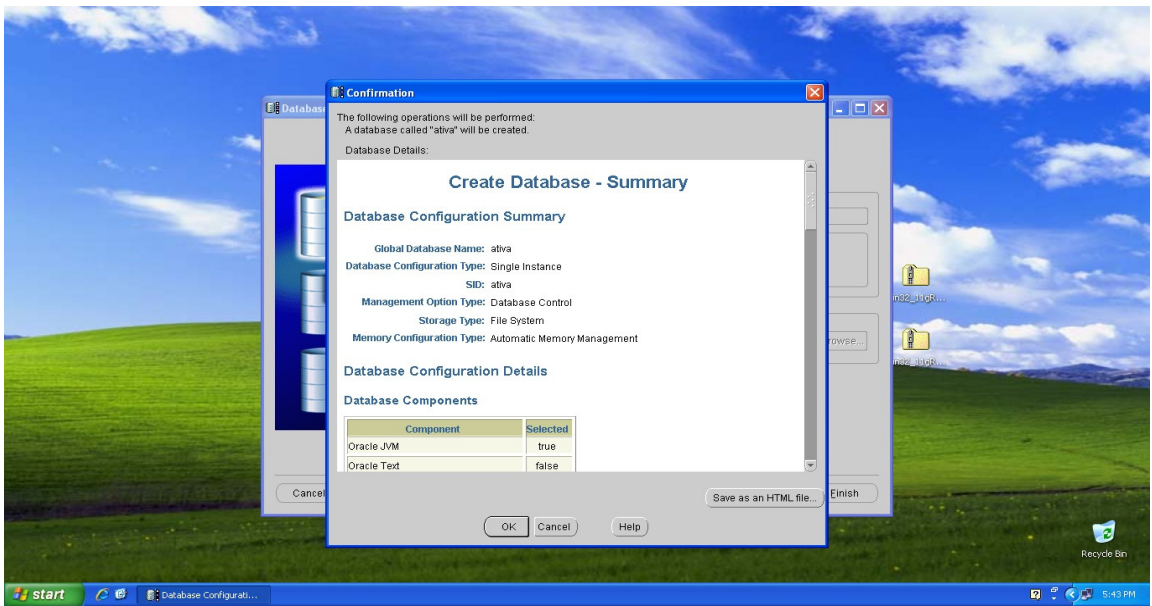 Confirmation
Database
The following operations will be performed:
A database called "ativa" will be created.
Database Details:
Create Database - Summary
Database Configuration Summary
Global Database Name: ativa
Database Configuration Type: Single Instance
SID: ativa
Management Option Type: Database Control
Storage Type: File System
Memory Configuration Type: Automatic Memory Management
Database Configuration Details
Database Components
Component Selected
Oracle JVM true
Oracle Text false
Save as an HTML file...
OK Cancel Help
Cancel
Finish
rowse...
Recycle Bin
start Database Configurati... 5:43 PM